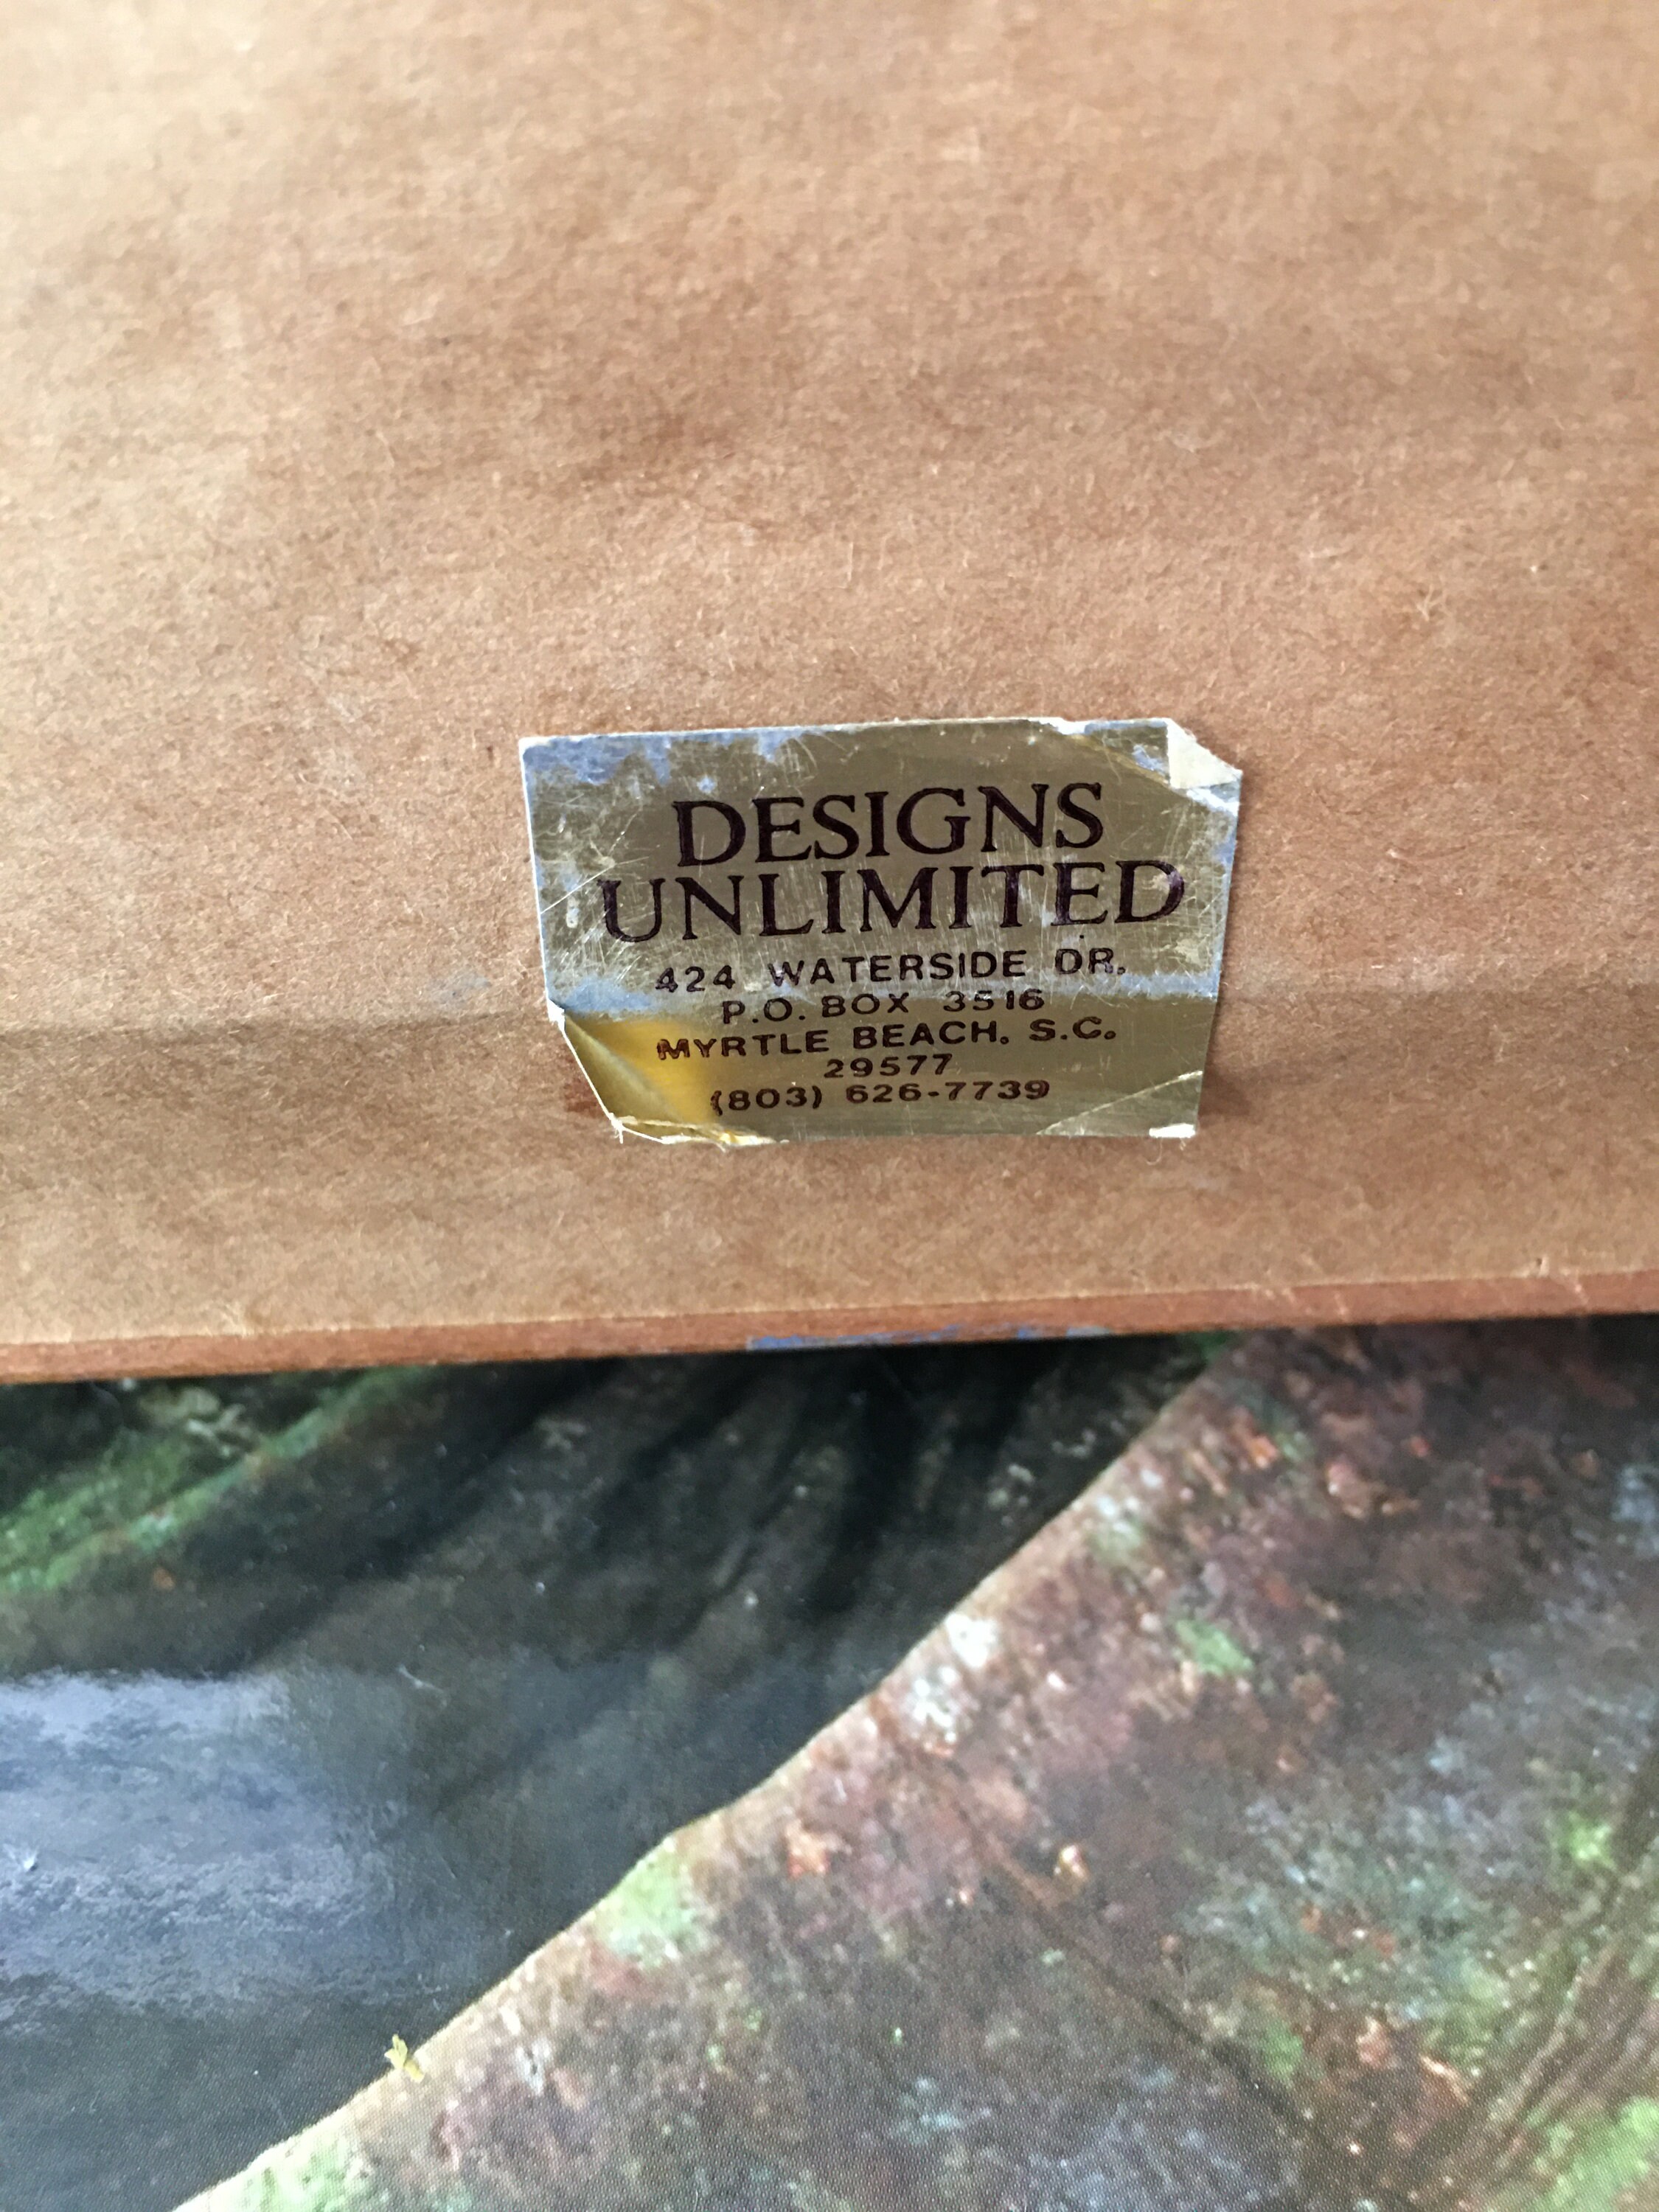 DESIGNS
UNLIMITED
424 WATERSIDE DR.
P.O. BOX 3516
MYRTLE BEACH, S.C.
29577
(803) 626-7739